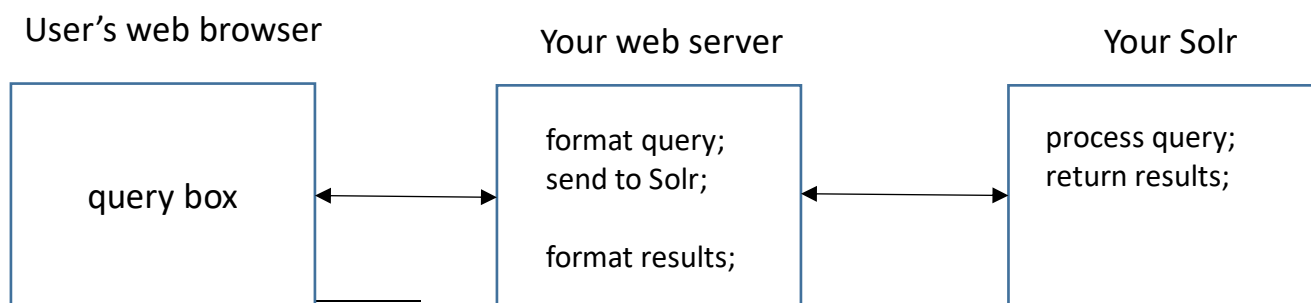 User’s web browser
Your web server
Your Solr
query box
format query;
send to Solr;
format results;
process query;
return results;